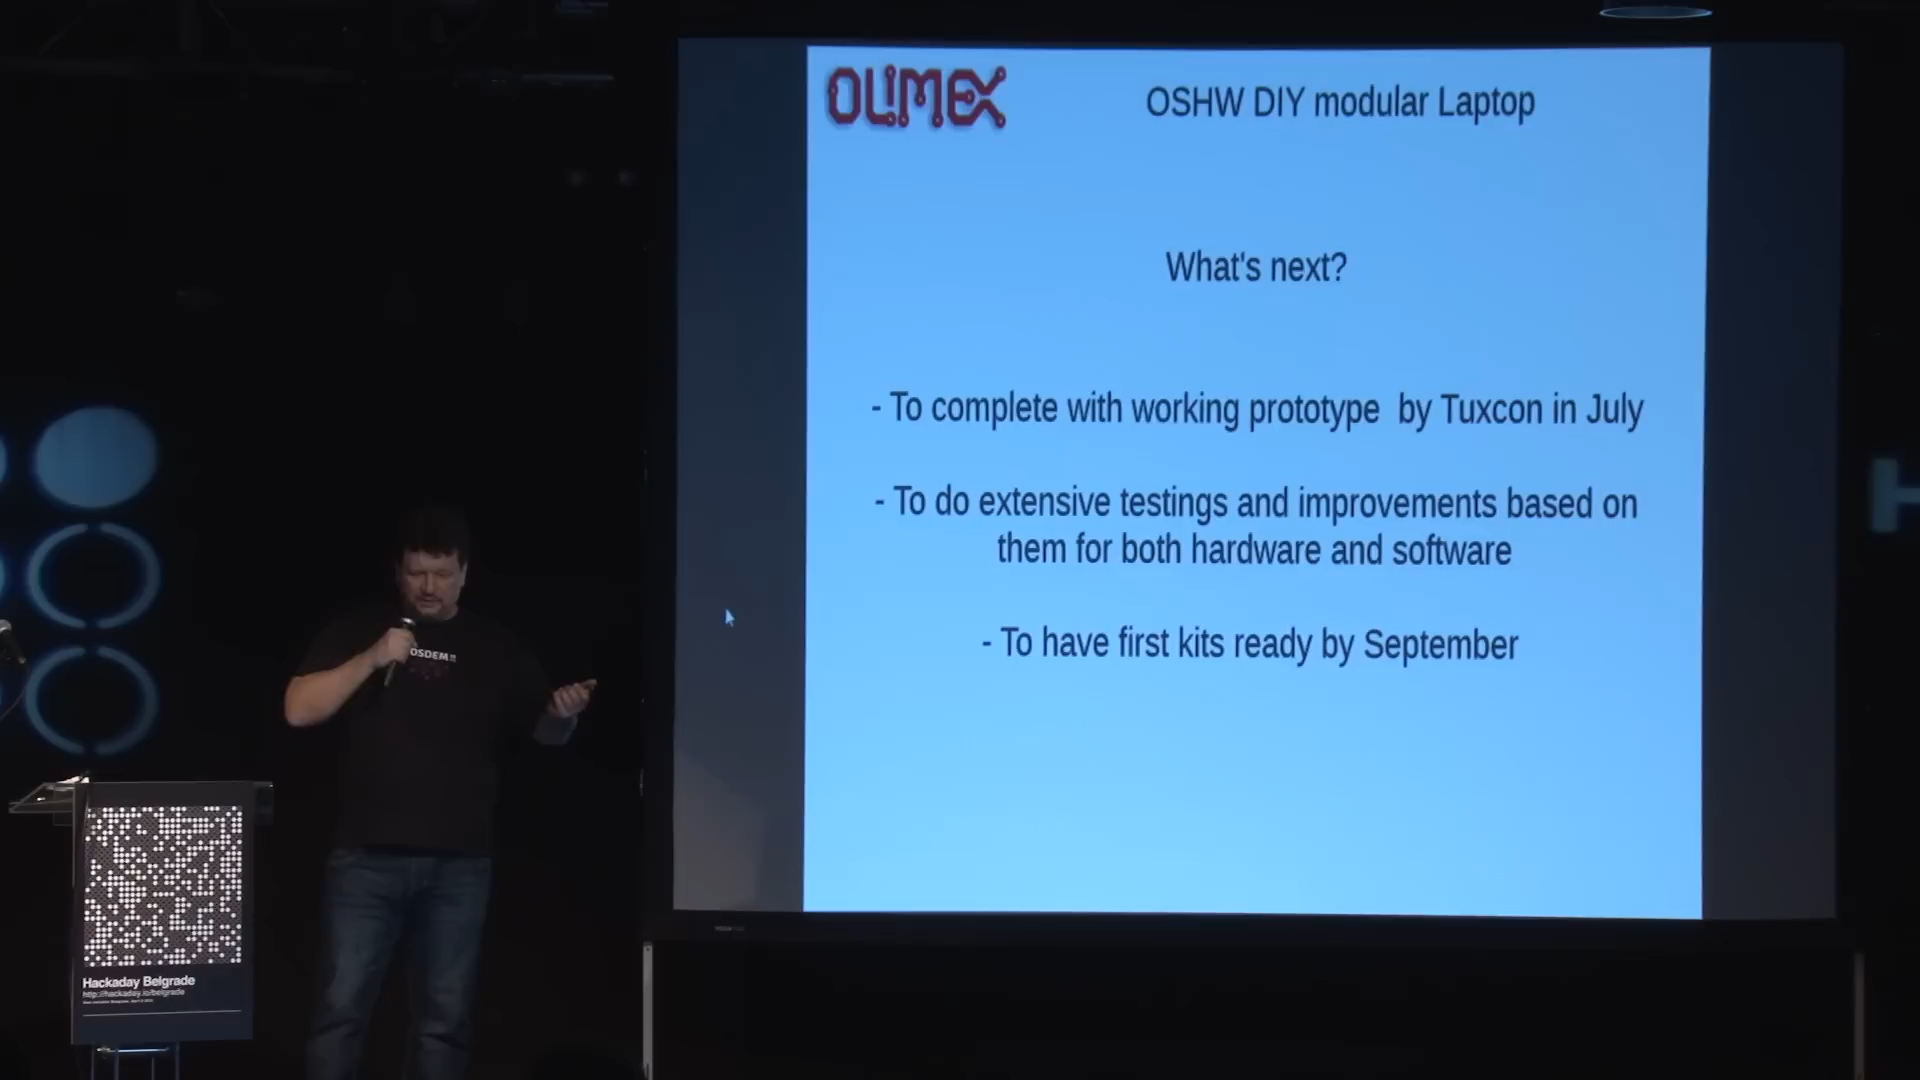 OLIMEX
OSHW DIY modular Laptop
What's next?
- To complete with working prototype by Tuxcon in July
- To do extensive testings and improvements based on
them for both hardware and software
- To have first kits ready by September
OSDEM!!
Hackaday Belgrade
http://hackaday.io/belgrade
H